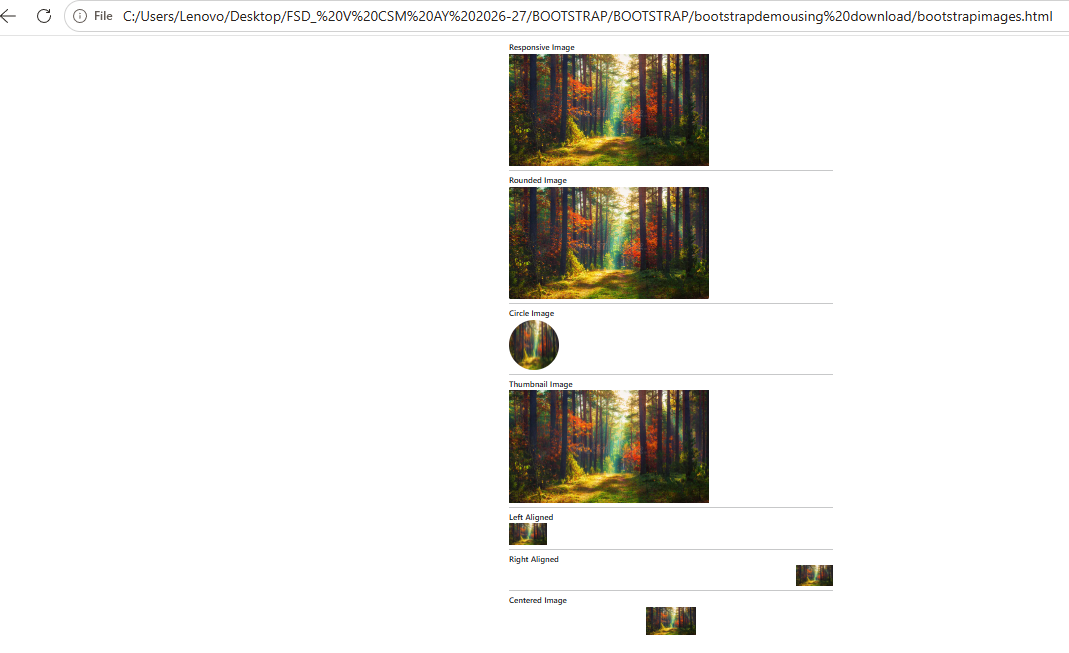 File C:/Users/Lenovo/Desktop/FSD_%20V%20CSM%20AY%202026-27/BOOTSTRAP/BOOTSTRAP/bootstrapdemousing%20download/bootstrapimages.html
Responsive Image
Rounded Image
Circle Image
Thumbnail Image
Left Aligned
Right Aligned
Centered Image